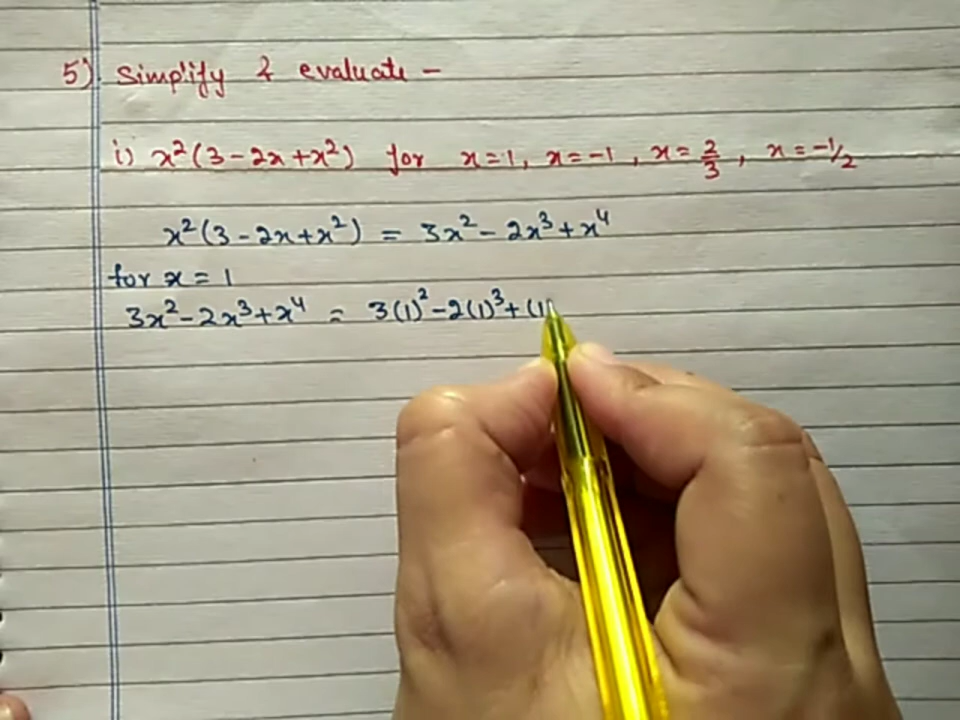 5) Simplify & evaluate –
i) x²(3 – 2x + x²) for x = 1, x = –1, x = 2/3, x = –1/2
x²(3 – 2x + x²) = 3x² – 2x³ + x⁴
for x = 1
3x² – 2x³ + x⁴ = 3(1)² – 2(1)³ + (1